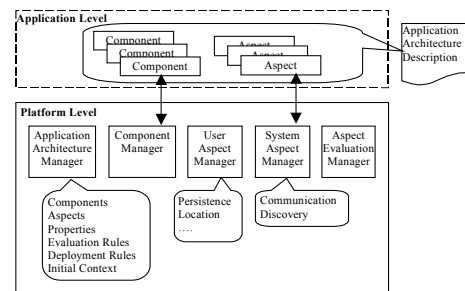 Application Level
Component
Component
Component
Aspect
Aspect
Aspect
Application
Architecture
Description
Platform Level
Application
Architecture
Manager
Component
Manager
User
Aspect
Manager
System
Aspect
Manager
Aspect
Evaluation
Manager
Components
Aspects
Properties
Evaluation Rules
Deployment Rules
Initial Context
Persistence
Location
....
Communication
Discovery